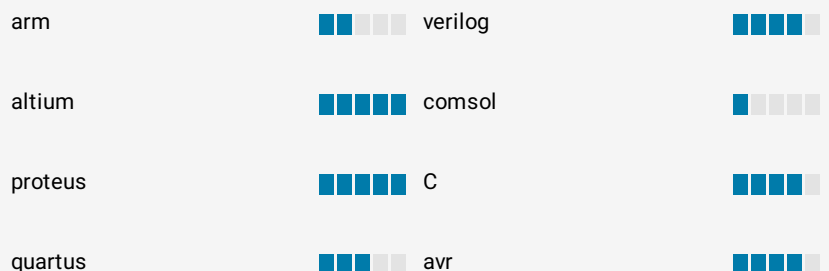 arm
verilog
altium
comsol
proteus
C
quartus
avr